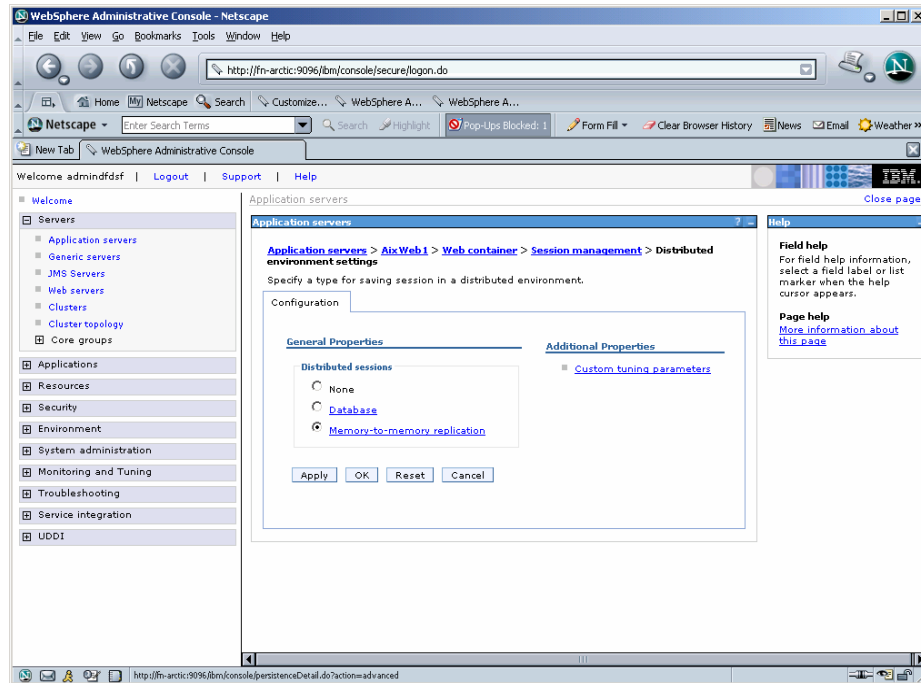 WebSphere Administrative Console - Netscape
File Edit View Go Bookmarks Tools Window Help
http://fn-arctic:9096/ibm/console/secure/logon.do
Home My Netscape Search Customize... WebSphere A... WebSphere A...
Netscape Enter Search Terms Search Highlight Pop-Ups Blocked: 1 Form Fill Clear Browser History News Email Weather »
New Tab WebSphere Administrative Console
Welcome admindfdsf | Logout | Support | Help IBM.
Welcome
Servers
Application servers
Generic servers
JMS Servers
Web servers
Clusters
Cluster topology
Core groups
Applications
Resources
Security
Environment
System administration
Monitoring and Tuning
Troubleshooting
Service integration
UDDI
Application servers Close page
Application servers ? –
Application servers > AixWeb1 > Web container > Session management > Distributed
environment settings
Specify a type for saving session in a distributed environment.
Configuration
General Properties
Distributed sessions
None
Database
Memory-to-memory replication
Apply OK Reset Cancel
Additional Properties
Custom tuning parameters
Help
Field help
For field help information,
select a field label or list
marker when the help
cursor appears.
Page help
More information about
this page
http://fn-arctic:9096/ibm/console/persistenceDetail.do?action=advanced